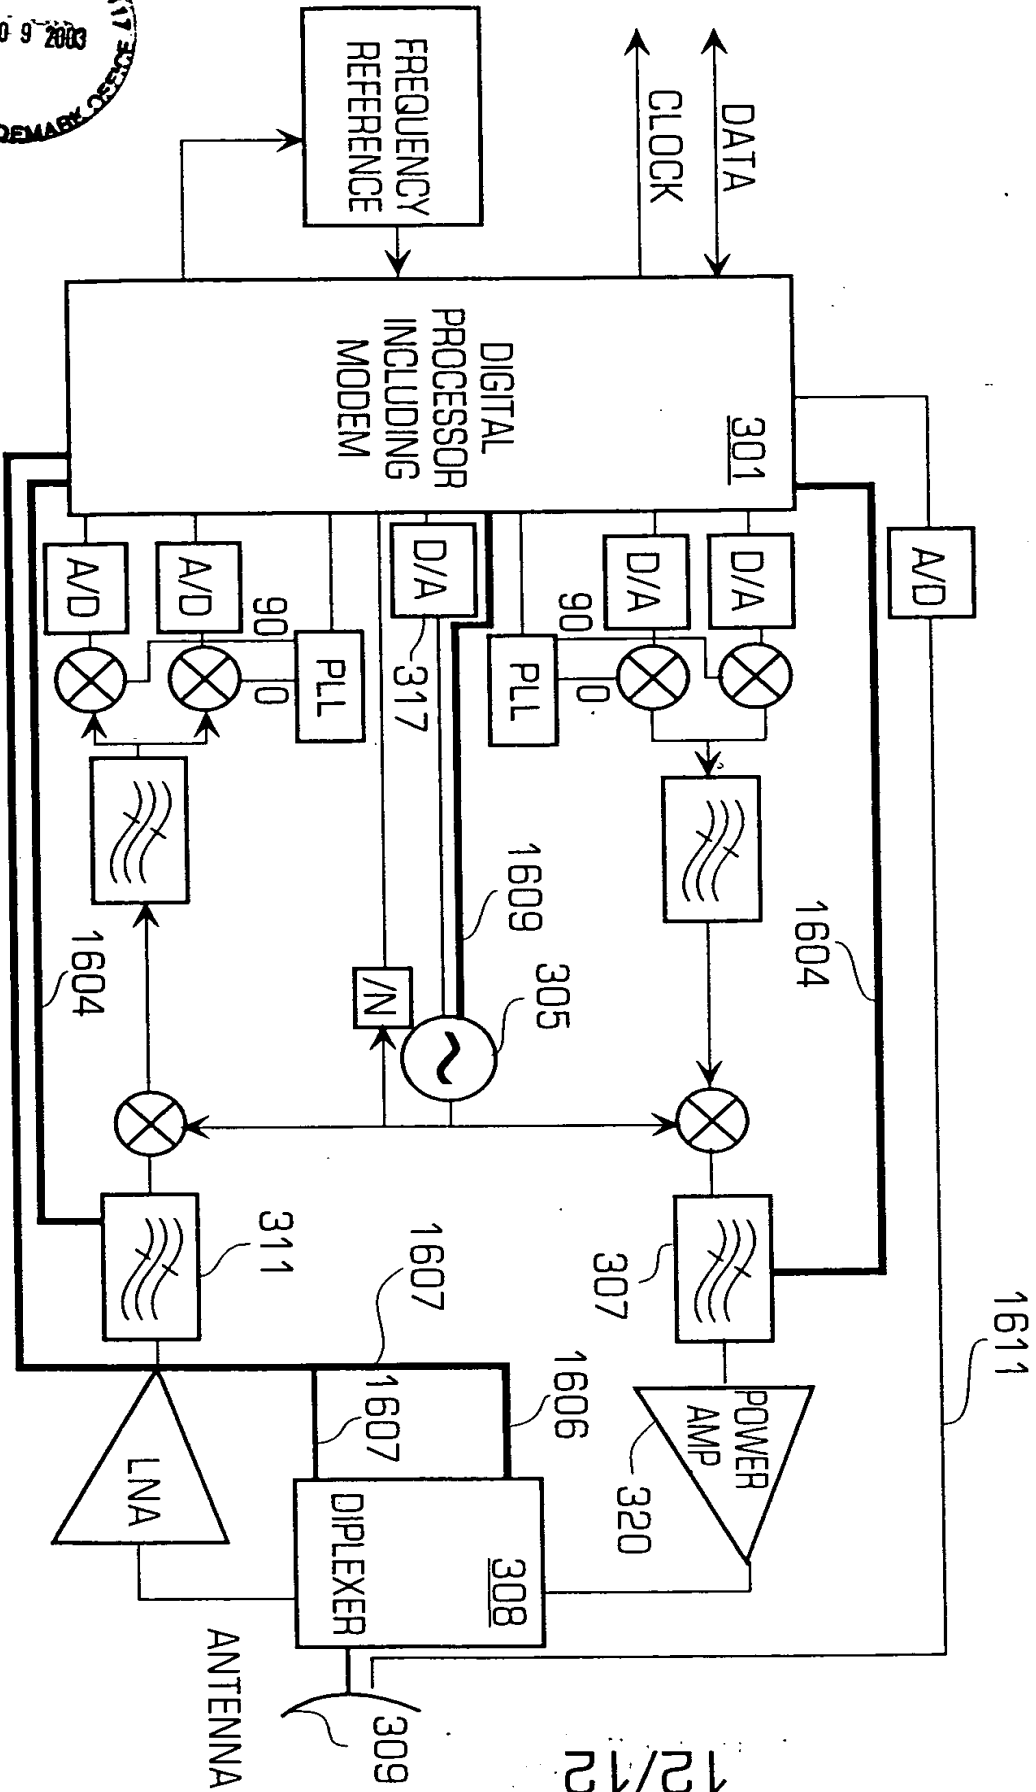 12/12
1611
A/D
DATA
CLOCK
1604
301
DIGITAL
PROCESSOR
INCLUDING
MODEM
FREQUENCY
REFERENCE
D/A
D/A
90
0
PLL
1609
305
D/A
317
/N
PLL
0
90
A/D
A/D
1604
307
POWER
AMP
320
1606
1607
1607
311
LNA
308
DIPLEXER
309
ANTENNA
9 2003
DEMARK OFFICE